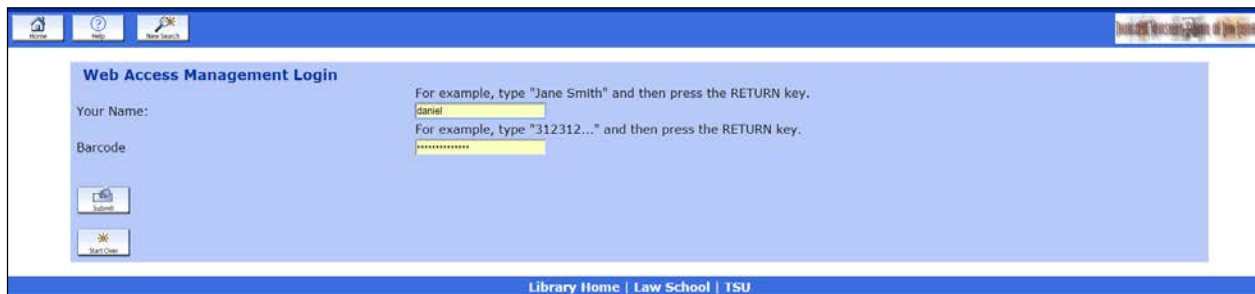 Home
Help
New Search
Web Access Management Login
For example, type "Jane Smith" and then press the RETURN key.
Your Name:
daniel
For example, type "312312..." and then press the RETURN key.
Barcode
Submit
Start Over
Library Home | Law School | TSU